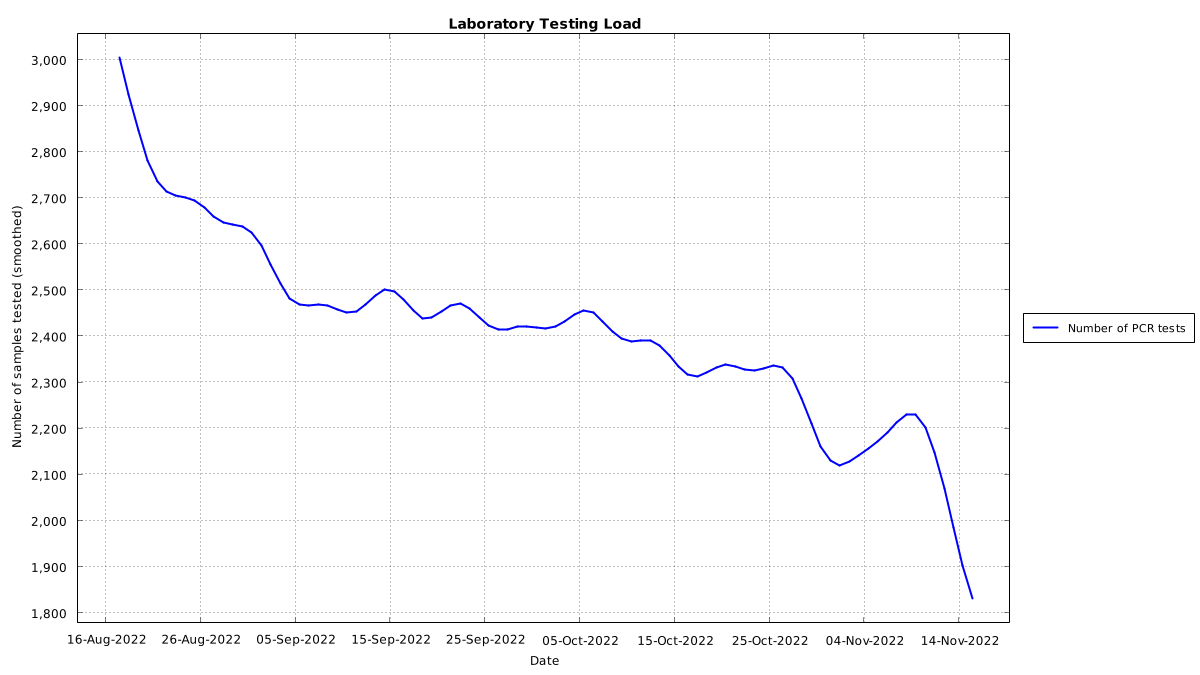 Laboratory Testing Load
3,000
2,900
2,800
2,700
2,600
2,500
2,400
2,300
2,200
2,100
2,000
1,900
1,800
Number of samples tested (smoothed)
16-Aug-2022 26-Aug-2022 05-Sep-2022 15-Sep-2022 25-Sep-2022 05-Oct-2022 15-Oct-2022 25-Oct-2022 04-Nov-2022 14-Nov-2022
Date
Number of PCR tests